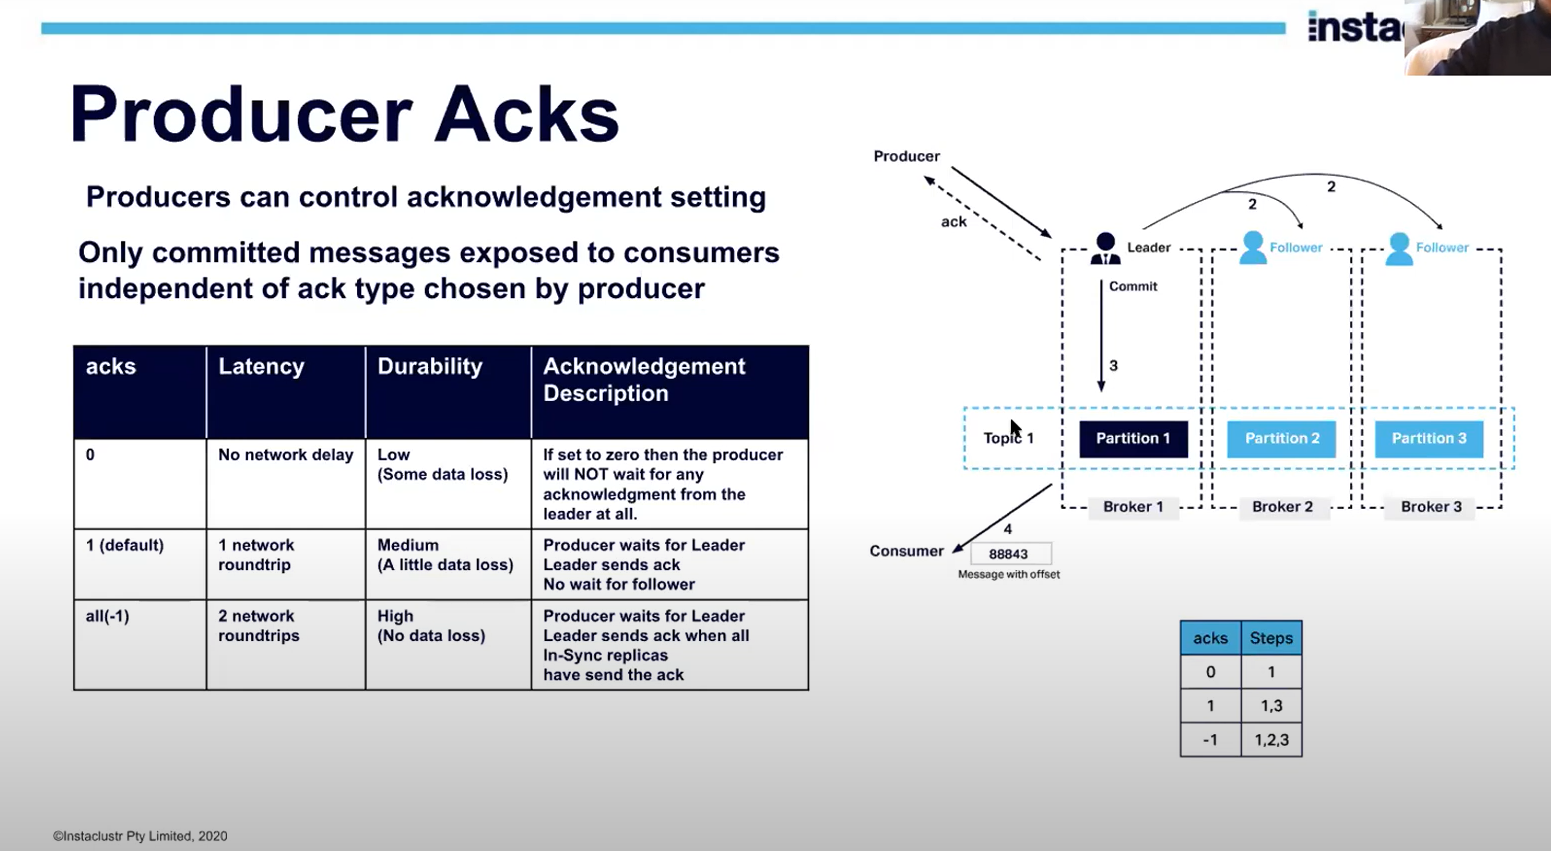 insta
Producer Acks
Producers can control acknowledgement setting
Only committed messages exposed to consumers
independent of ack type chosen by producer
acks
Latency
Durability
Acknowledgement
Description
0
No network delay
Low
(Some data loss)
If set to zero then the producer
will NOT wait for any
acknowledgment from the
leader at all.
1 (default)
1 network
roundtrip
Medium
(A little data loss)
Producer waits for Leader
Leader sends ack
No wait for follower
all(-1)
2 network
roundtrips
High
(No data loss)
Producer waits for Leader
Leader sends ack when all
In-Sync replicas
have send the ack
Producer
ack
2
2
Leader
Follower
Follower
Commit
3
Topic 1
Partition 1
Partition 2
Partition 3
Broker 1
Broker 2
Broker 3
4
Consumer
88843
Message with offset
acks Steps
0 1
1 1,3
-1 1,2,3
©Instaclustr Pty Limited, 2020